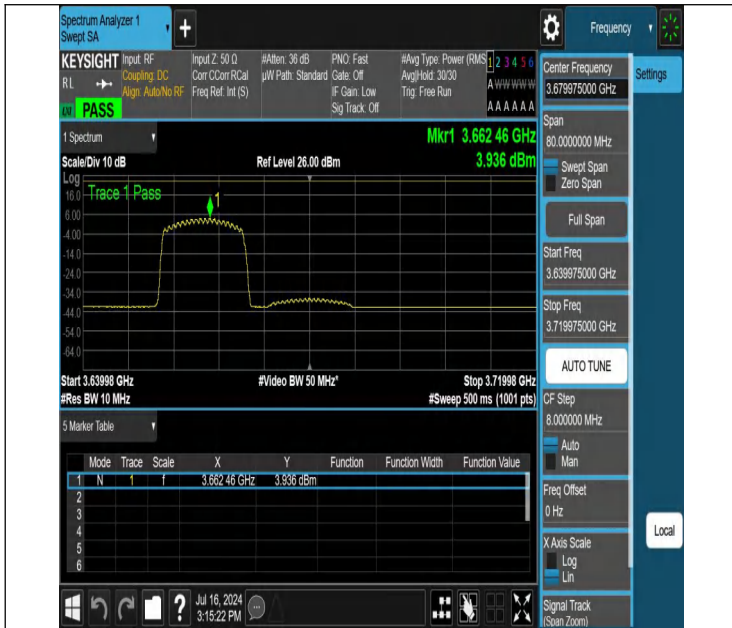 Spectrum Analyzer 1
Swept SA
Frequency
KEYSIGHT
RL
PASS
Input: RF
Coupling: DC
Align: Auto/No RF
Input Z: 50 Ω
Corr CCorr RCal
Freq Ref: Int (S)
#Atten: 36 dB
µW Path: Standard
PNO: Fast
Gate: Off
IF Gain: Low
Sig Track: Off
#Avg Type: Power (RMS
Avg|Hold: 30/30
Trig: Free Run
1 2 3 4 5 6
A W W W W W
A A A A A A
1 Spectrum
Mkr1 3.662 46 GHz
Scale/Div 10 dB
Ref Level 26.00 dBm
3.936 dBm
Log
Trace 1 Pass
1
16.0
6.00
-4.00
-14.0
-24.0
-34.0
-44.0
-54.0
-64.0
Start 3.63998 GHz
#Video BW 50 MHz*
Stop 3.71998 GHz
#Res BW 10 MHz
#Sweep 500 ms (1001 pts)
5 Marker Table
Mode Trace Scale X Y Function Function Width Function Value
1 N 1 f 3.662 46 GHz 3.936 dBm
2
3
4
5
6
Jul 16, 2024
3:15:22 PM
?
Center Frequency
3.679975000 GHz
Settings
Span
80.0000000 MHz
Swept Span
Zero Span
Full Span
Start Freq
3.639975000 GHz
Stop Freq
3.719975000 GHz
AUTO TUNE
CF Step
8.000000 MHz
Auto
Man
Freq Offset
0 Hz
Local
X Axis Scale
Log
Lin
Signal Track
(Span Zoom)